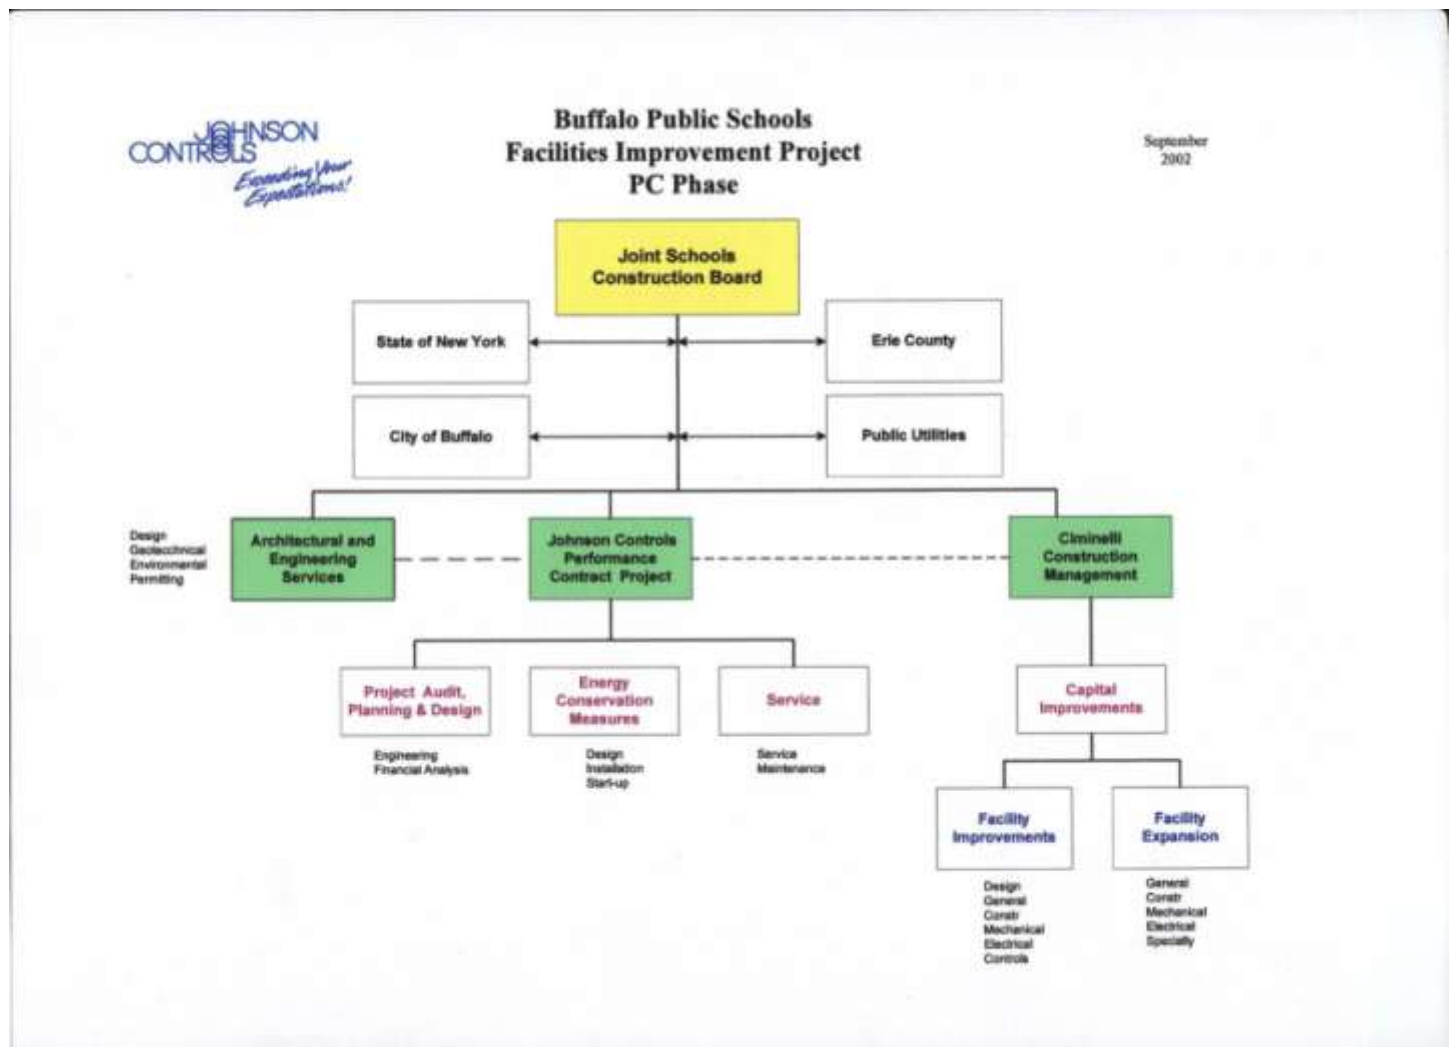 JOHNSON
CONTROLS
Exceeding Your
Expectations!
Buffalo Public Schools
Facilities Improvement Project
PC Phase
September
2002
Joint Schools
Construction Board
State of New York
Erie County
City of Buffalo
Public Utilities
Design
Geotecchnical
Environmental
Permitting
Architectural and
Engineering
Services
Johnson Controls
Performance
Contract Project
Ciminelli
Construction
Management
Project Audit,
Planning & Design
Engineering
Financial Analysis
Energy
Conservation
Measures
Design
Installation
Start-up
Service
Service
Maintenance
Capital
Improvements
Facility
Improvements
Design
General
Constr
Mechanical
Electrical
Controls
Facility
Expansion
General
Constr
Mechanical
Electrical
Specially